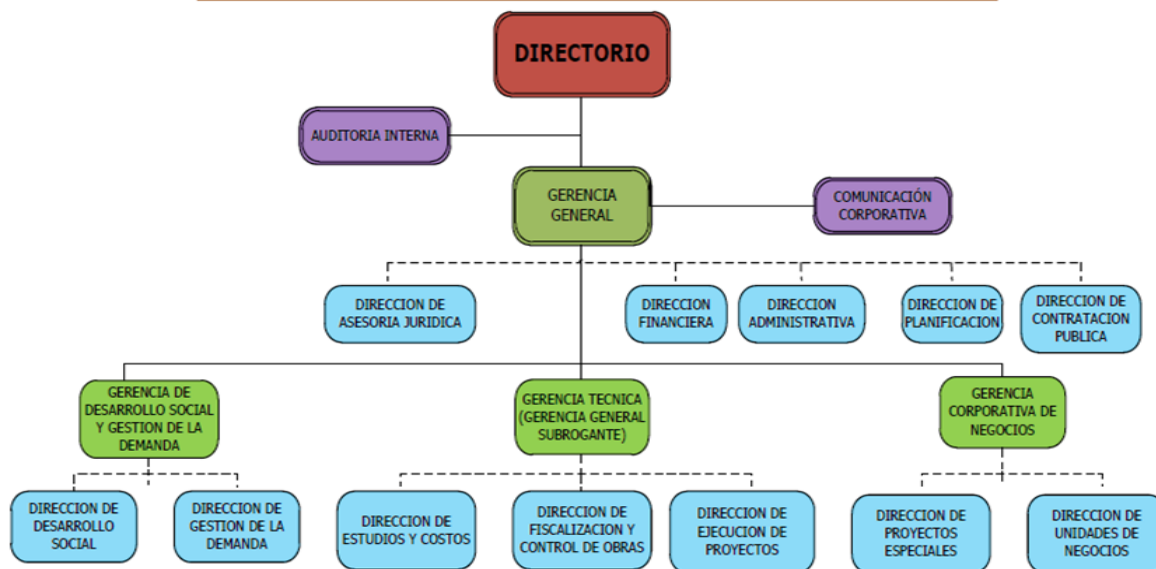 DIRECTORIO
AUDITORIA INTERNA
GERENCIA
GENERAL
COMUNICACIÓN
CORPORATIVA
DIRECCION DE
ASESORIA JURIDICA
DIRECCION
FINANCIERA
DIRECCION
ADMINISTRATIVA
DIRECCION DE
PLANIFICACION
DIRECCION DE
CONTRATACION
PUBLICA
GERENCIA DE
DESARROLLO SOCIAL
Y GESTION DE LA
DEMANDA
GERENCIA TECNICA
(GERENCIA GENERAL
SUBROGANTE)
GERENCIA
CORPORATIVA DE
NEGOCIOS
DIRECCION DE
DESARROLLO
SOCIAL
DIRECCION DE
GESTION DE LA
DEMANDA
DIRECCION DE
ESTUDIOS Y COSTOS
DIRECCION DE
FISCALIZACION Y
CONTROL DE OBRAS
DIRECCION DE
EJECUCION DE
PROYECTOS
DIRECCION DE
PROYECTOS
ESPECIALES
DIRECCION DE
UNIDADES DE
NEGOCIOS